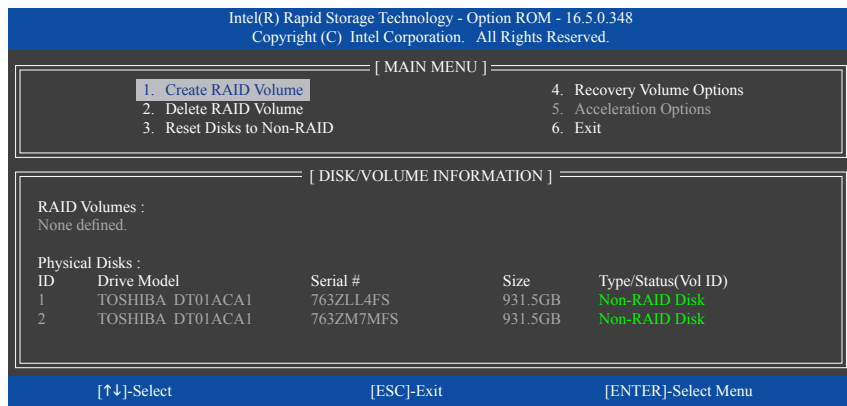 Intel(R) Rapid Storage Technology - Option ROM - 16.5.0.348
Copyright (C) Intel Corporation. All Rights Reserved.
[ MAIN MENU ]
1. Create RAID Volume
2. Delete RAID Volume
3. Reset Disks to Non-RAID
4. Recovery Volume Options
5. Acceleration Options
6. Exit
[ DISK/VOLUME INFORMATION ]
RAID Volumes :
None defined.
Physical Disks :
ID Drive Model Serial # Size Type/Status(Vol ID)
1 TOSHIBA DT01ACA1 763ZLL4FS 931.5GB Non-RAID Disk
2 TOSHIBA DT01ACA1 763ZM7MFS 931.5GB Non-RAID Disk
[↑↓]-Select [ESC]-Exit [ENTER]-Select Menu